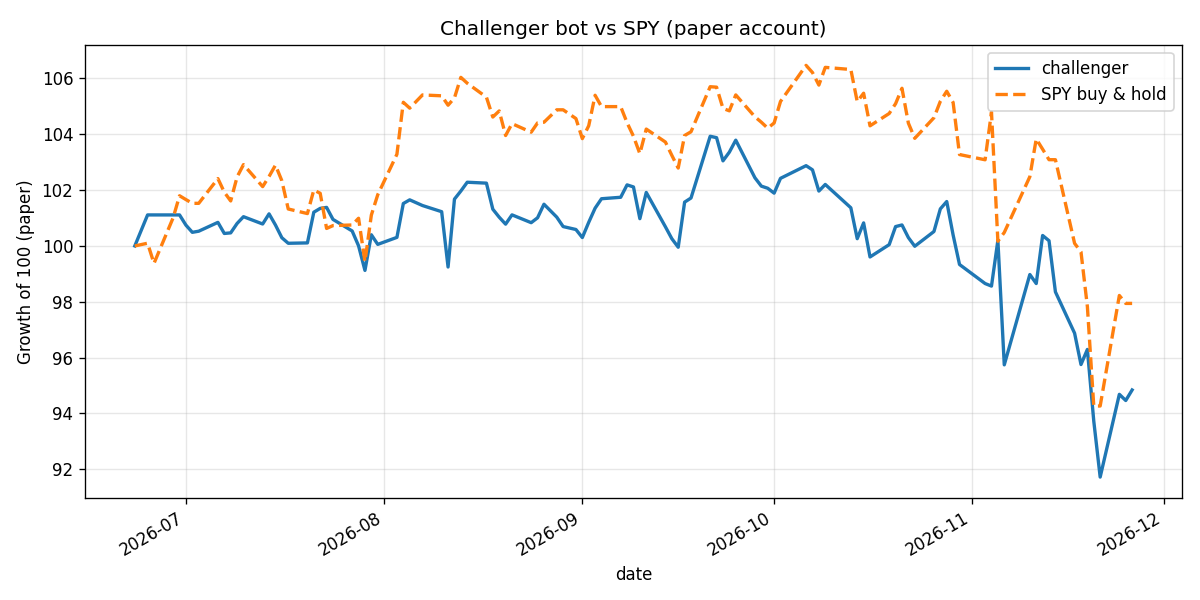 Challenger bot vs SPY (paper account)
challenger
SPY buy & hold
Growth of 100 (paper)
106
104
102
100
98
96
94
92
2026-07
2026-08
2026-09
2026-10
2026-11
2026-12
date